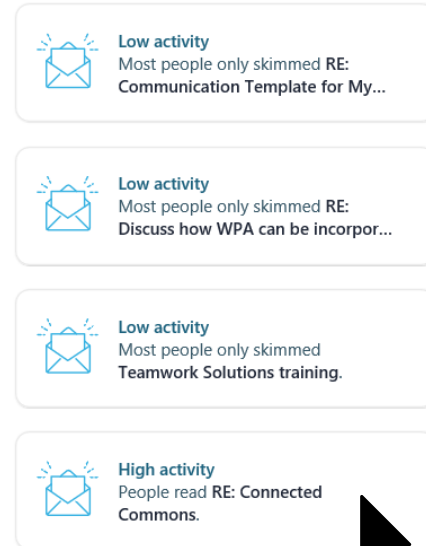 Low activity
Most people only skimmed RE:
Communication Template for My...
Low activity
Most people only skimmed RE:
Discuss how WPA can be incorpor...
Low activity
Most people only skimmed
Teamwork Solutions training.
High activity
People read RE: Connected
Commons.